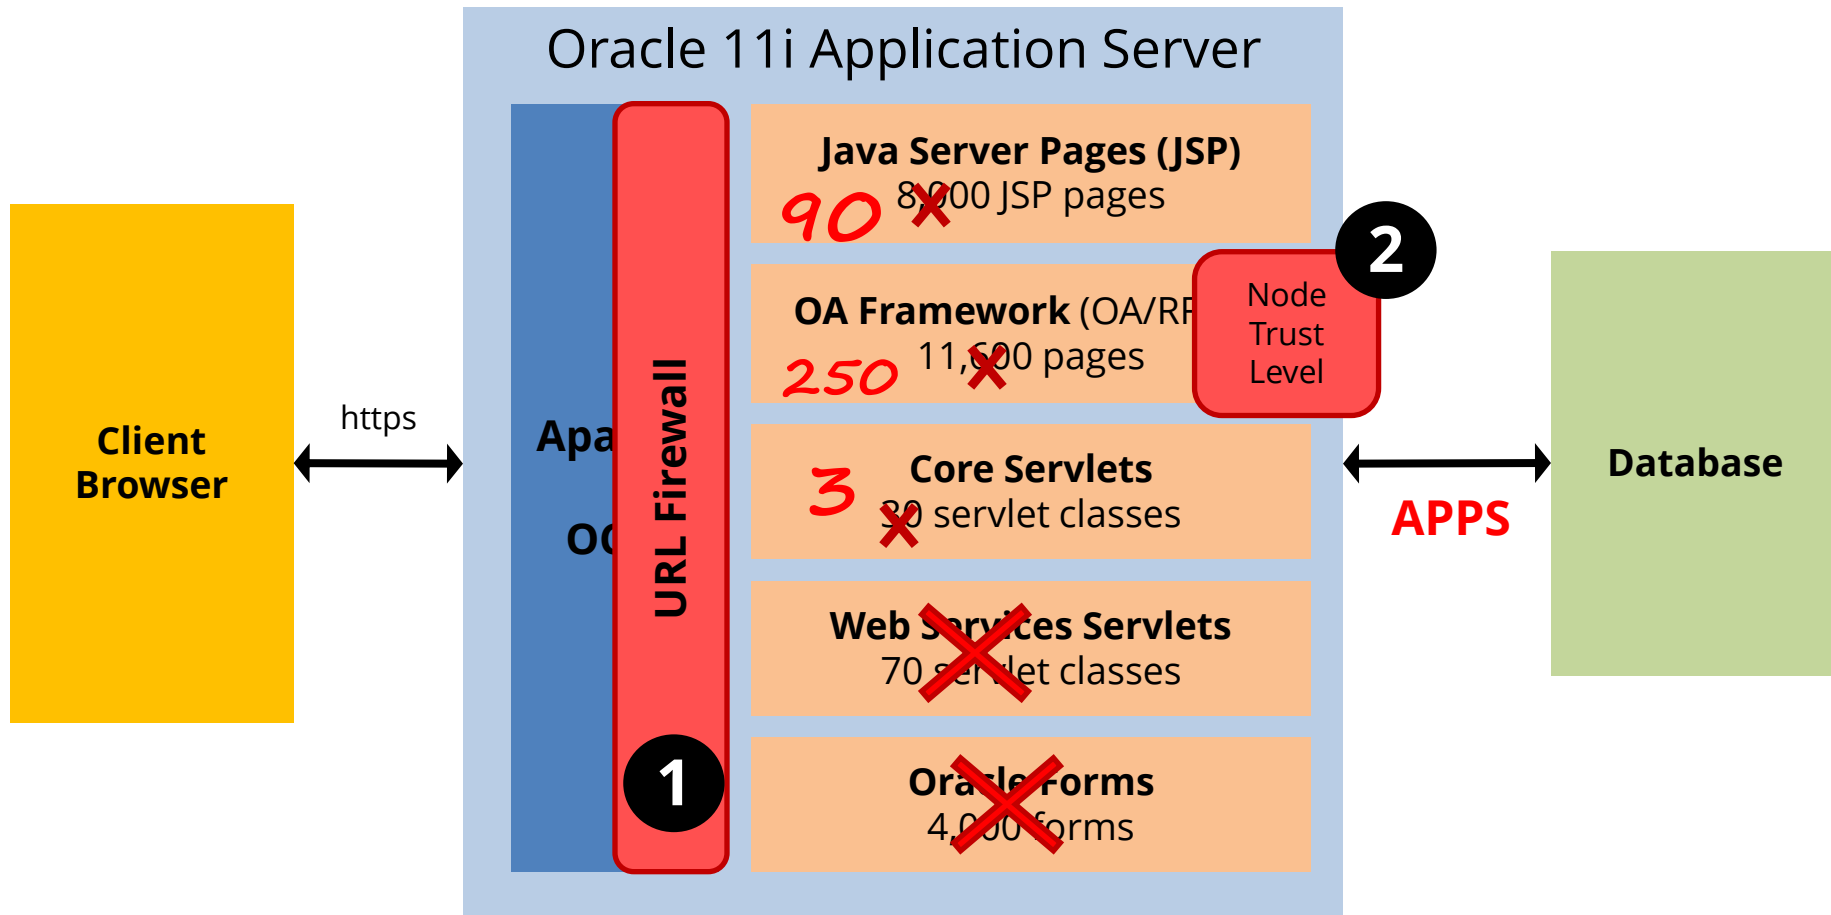 Oracle 11i Application Server
Client
Browser
https
Apa
OC
URL Firewall
1
Java Server Pages (JSP)
90
8,000 JSP pages
OA Framework (OA/RF
250
11,600 pages
Node
Trust
Level
2
Core Servlets
3
30 servlet classes
Web Services Servlets
70 servlet classes
Oracle Forms
4,000 forms
APPS
Database